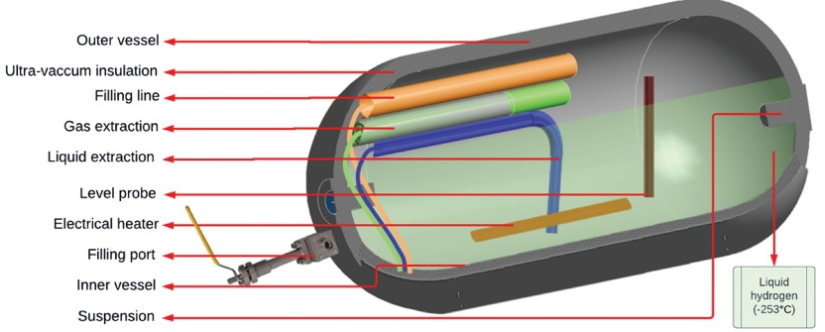 Outer vessel
Ultra-vaccum insulation
Filling line
Gas extraction
Liquid extraction
Level probe
Electrical heater
Filling port
Inner vessel
Suspension
Liquid
hydrogen
(-253°C)